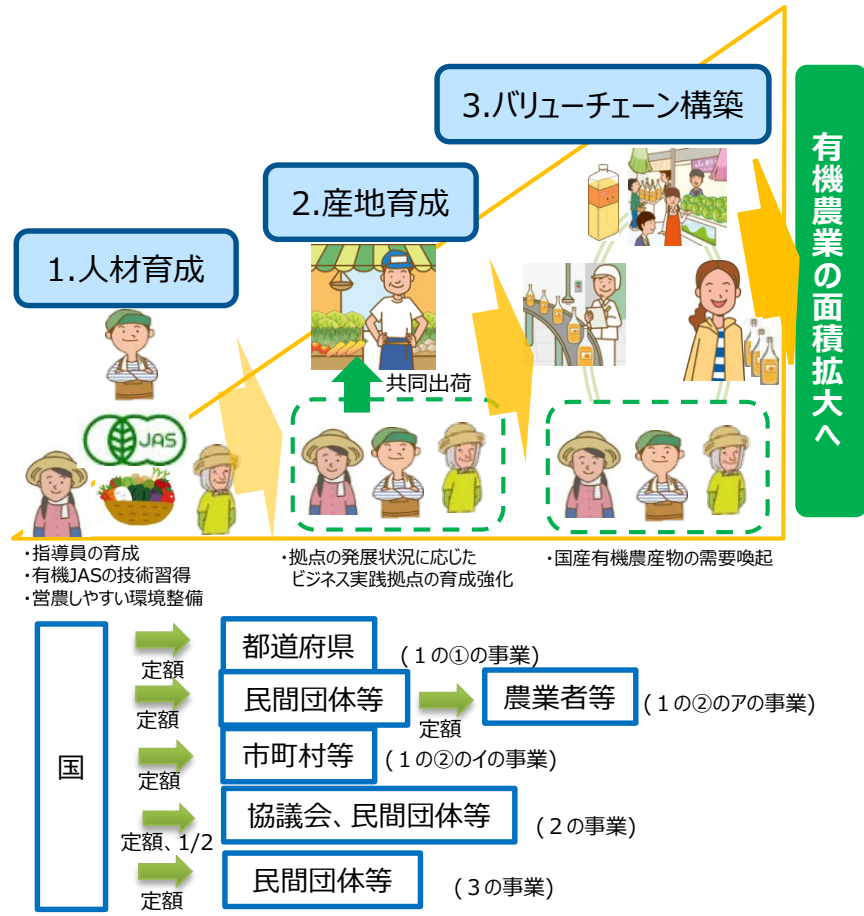 3.バリューチェーン構築
2.産地育成
1.人材育成
有機農業の面積拡大へ
共同出荷
JAS
・指導員の育成
・有機JASの技術習得
・営農しやすい環境整備
・拠点の発展状況に応じた
ビジネス実践拠点の育成強化
・国産有機農産物の需要喚起
国
定額
都道府県
(1の①の事業)
定額
民間団体等
定額
農業者等
(1の②のアの事業)
定額
市町村等
(1の②のイの事業)
定額、1/2
協議会、民間団体等
(2の事業)
定額
民間団体等
(3の事業)